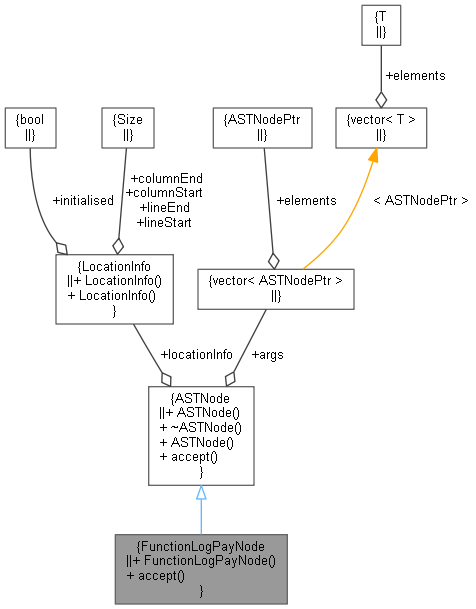 {T
||}
+elements
{bool
||}
{Size
||}
{ASTNodePtr
||}
{vector< T >
||}
+initialised
+columnEnd
+columnStart
+lineEnd
+lineStart
+elements
< ASTNodePtr >
{LocationInfo
||+ LocationInfo()
+ LocationInfo()
}
{vector< ASTNodePtr >
||}
+locationInfo
+args
{ASTNode
||+ ASTNode()
+ ~ASTNode()
+ ASTNode()
+ accept()
}
{FunctionLogPayNode
||+ FunctionLogPayNode()
+ accept()
}